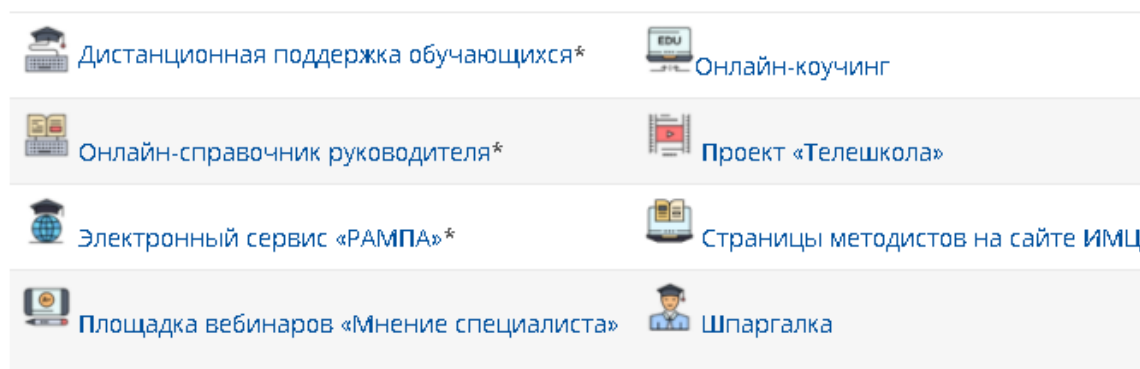 Дистанционная поддержка обучающихся*
EDU
Онлайн-коучинг
Онлайн-справочник руководителя*
Проект «Телешкола»
Электронный сервис «РАМПА»*
Страницы методистов на сайте ИМЦ
Площадка вебинаров «Мнение специалиста»
Шпаргалка